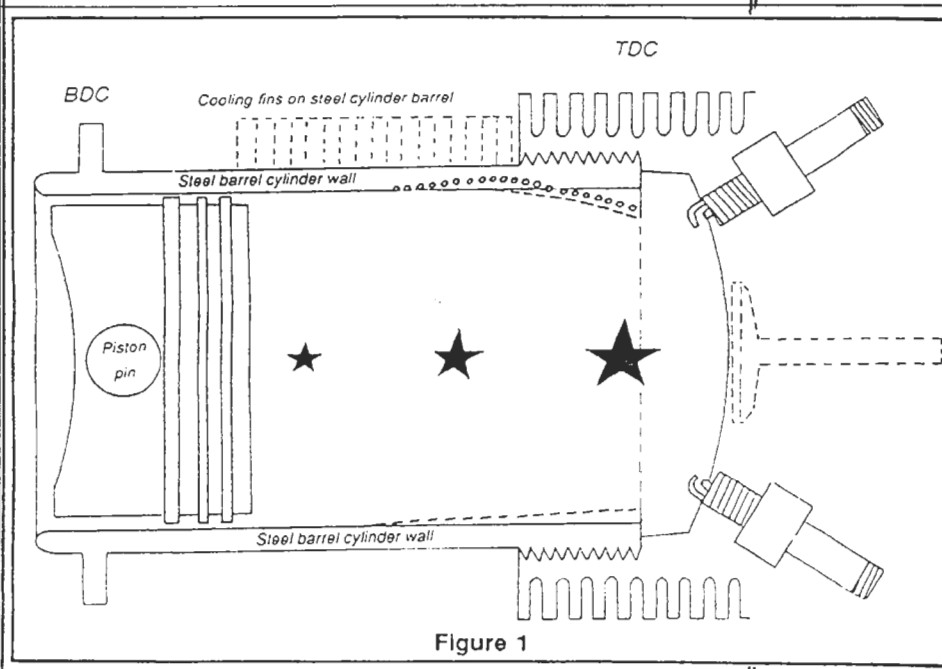 TDC
BDC
Cooling fins on steel cylinder barrel
Steel barrel cylinder wall
Piston
pin
Steel barrel cylinder wall
Figure 1